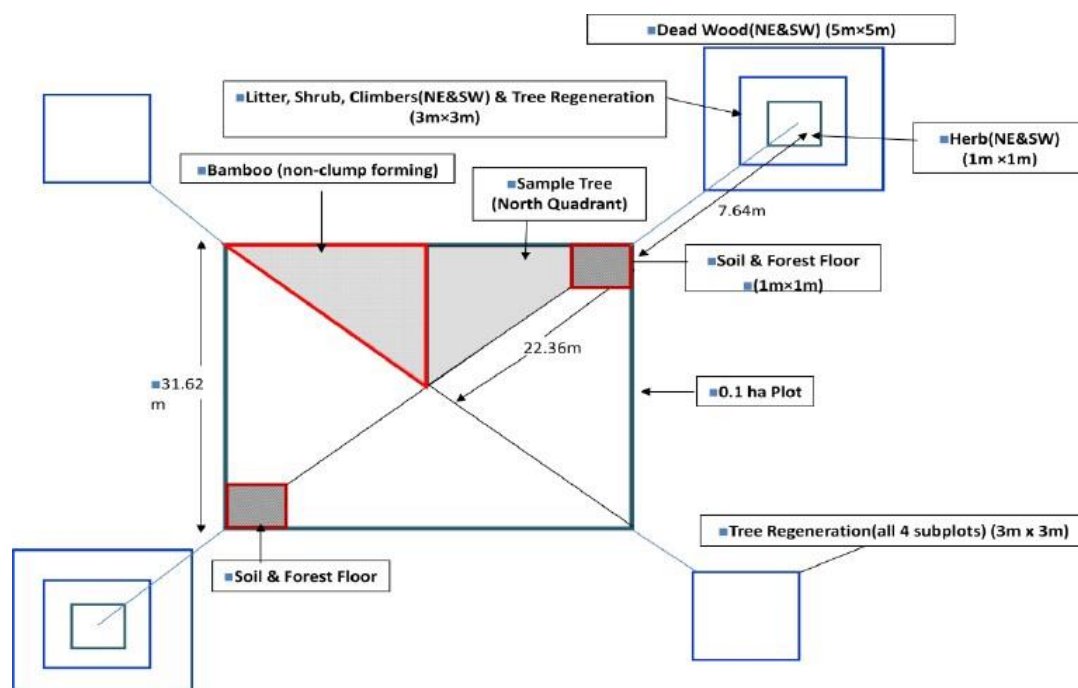 ▪Dead Wood(NE&SW) (5m×5m)
▪Litter, Shrub, Climbers(NE&SW) & Tree Regeneration
(3m×3m)
▪Herb(NE&SW)
(1m ×1m)
▪Bamboo (non-clump forming)
▪Sample Tree
(North Quadrant)
7.64m
▪Soil & Forest Floor
▪(1m×1m)
22.36m
▪31.62
m
▪0.1 ha Plot
▪Tree Regeneration(all 4 subplots) (3m x 3m)
▪Soil & Forest Floor